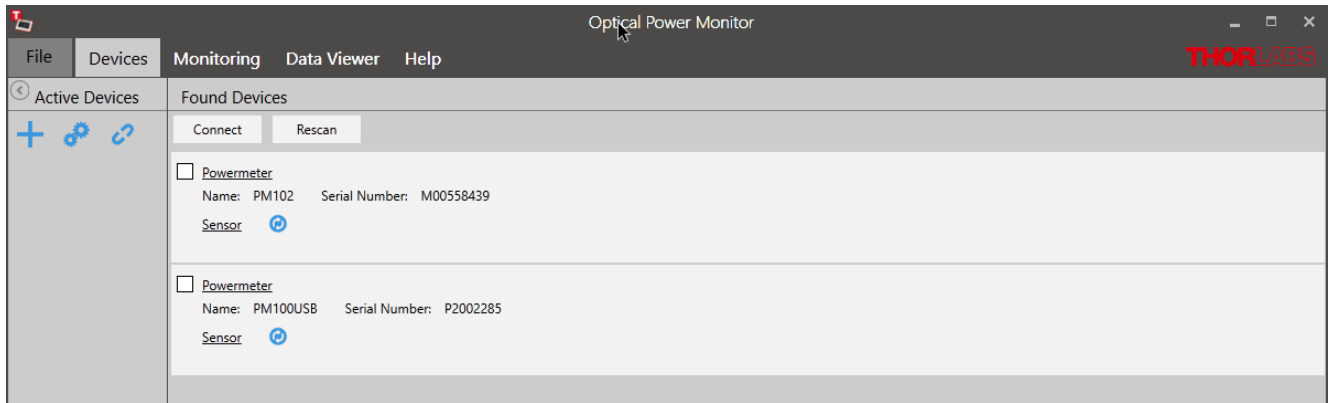 Optical Power Monitor
File Devices Monitoring Data Viewer Help
THORLABS
Active Devices
Found Devices
Connect Rescan
Powermeter
Name: PM102 Serial Number: M00558439
Sensor
Powermeter
Name: PM100USB Serial Number: P2002285
Sensor